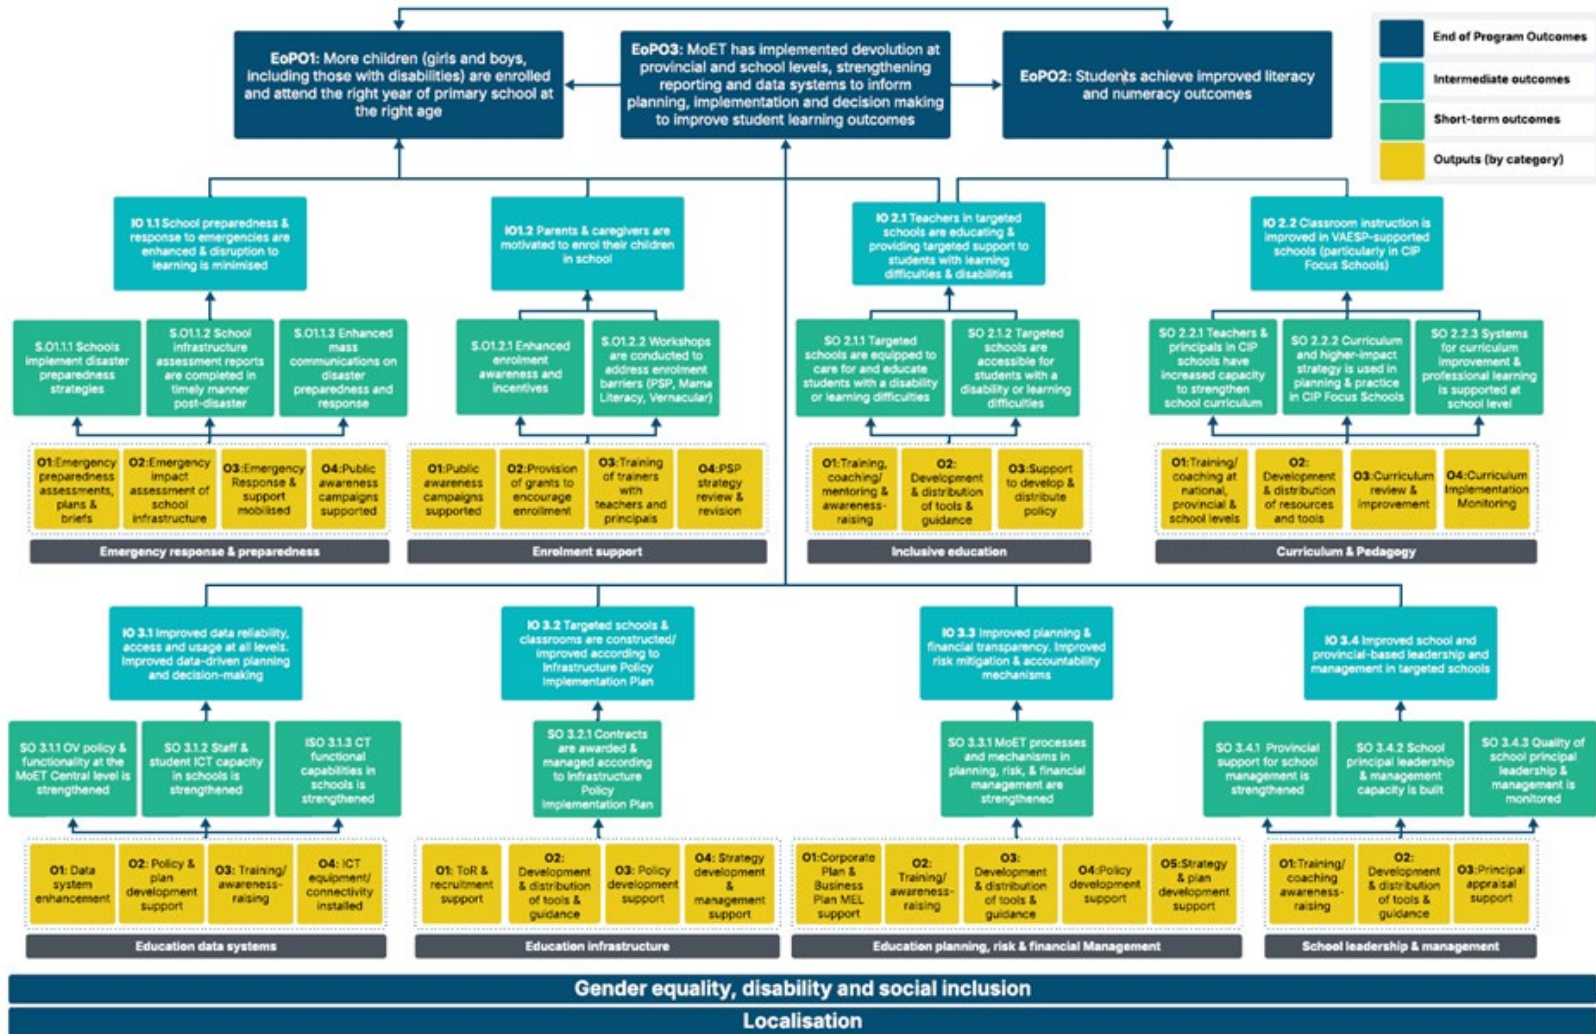 EoPO1: More children (girls and boys,
including those with disabilities) are enrolled
and attend the right year of primary school at
the right age
EoPO3: MoET has implemented devolution at
provincial and school levels, strengthening
reporting and data systems to inform
planning, implementation and decision making
to improve student learning outcomes
EoPO2: Students achieve improved literacy
and numeracy outcomes
End of Program Outcomes
Intermediate outcomes
Short-term outcomes
Outputs (by category)
IO 1.1 School preparedness &
response to emergencies are
enhanced & disruption to
learning is minimised
IO1.2 Parents & caregivers are
motivated to enrol their children
in school
IO 2.1 Teachers in targeted
schools are educating &
providing targeted support to
students with learning
difficulties & disabilities
IO 2.2 Classroom instruction is
improved in VAESP-supported
schools (particularly in CIP
Focus Schools)
S.O1.1.1 Schools
implement disaster
preparedness
strategies
S.O1.1.2 School
infrastructure
assessment reports
are completed in
timely manner
post-disaster
S.O1.1.3 Enhanced
mass
communications on
disaster
preparedness and
response
S.O1.2.1 Enhanced
enrolment
awareness and
incentives
S.O1.2.2 Workshops
are conducted to
address enrolment
barriers (PSP, Mama
Literacy, Vernacular)
SO 2.1.1 Targeted
schools are equipped to
care for and educate
students with a disability
or learning difficulties
SO 2.1.2 Targeted
schools are
accessible for
students with a
disability or learning
difficulties
SO 2.2.1 Teachers &
principals in CIP
schools have
increased capacity
to strengthen
school curriculum
SO 2.2.2 Curriculum
and higher-impact
strategy is used in
planning & practice
in CIP Focus Schools
SO 2.2.3 Systems
for curriculum
improvement &
professional learning
is supported at
school level
O1:Emergency
preparedness
assessments,
plans &
briefs
O2:Emergency
impact
assessment of
school
infrastructure
O3:Emergency
Response &
support
mobilised
O4:Public
awareness
campaigns
supported
Emergency response & preparedness
O1:Public
awareness
campaigns
supported
O2:Provision
of grants to
encourage
enrollment
O3:Training
of trainers
with
teachers and
principals
O4:PSP
strategy
review &
revision
Enrolment support
O1:Training,
coaching/
mentoring &
awareness-
raising
O2:
Development
& distribution
of tools &
guidance
O3:Support
to develop &
distribute
policy
Inclusive education
O1:Training/
coaching at
national,
provincial &
school levels
O2:
Development
& distribution
of resources
and tools
O3:Curriculum
review &
improvement
O4:Curriculum
Implementation
Monitoring
Curriculum & Pedagogy
IO 3.1 Improved data reliability,
access and usage at all levels.
Improved data-driven planning
and decision-making
IO 3.2 Targeted schools &
classrooms are constructed/
improved according to
Infrastructure Policy
Implementation Plan
IO 3.3 Improved planning &
financial transparency. Improved
risk mitigation & accountability
mechanisms
IO 3.4 Improved school and
provincial-based leadership and
management in targeted schools
SO 3.1.1 OV policy &
functionality at the
MoET Central level is
strengthened
SO 3.1.2 Staff &
student ICT capacity
in schools is
strengthened
ISO 3.1.3 CT
functional
capabilities in
schools is
strengthened
SO 3.2.1 Contracts
are awarded &
managed according
to Infrastructure
Policy
Implementation Plan
SO 3.3.1 MoET processes
and mechanisms in
planning, risk, & financial
management are
strengthened
SO 3.4.1 Provincial
support for school
management is
strengthened
SO 3.4.2 School
principal leadership
& management
capacity is built
SO 3.4.3 Quality of
school principal
leadership &
management is
monitored
O1: Data
system
enhancement
O2: Policy &
plan
development
support
O3: Training/
awareness-
raising
O4: ICT
equipment/
connectivity
installed
Education data systems
O1: ToR &
recruitment
support
O2:
Development
& distribution
of tools &
guidance
O3: Policy
development
support
O4: Strategy
development
&
management
support
Education infrastructure
O1:Corporate
Plan &
Business
Plan MEL
support
O2:
Training/
awareness-
raising
O3:
Development
& distribution
of tools &
guidance
O4:Policy
development
support
O5:Strategy
& plan
development
support
Education planning, risk & financial Management
O1:Training/
coaching
awareness-
raising
O2:
Development
& distribution
of tools &
guidance
O3:Principal
appraisal
support
School leadership & management
Gender equality, disability and social inclusion
Localisation